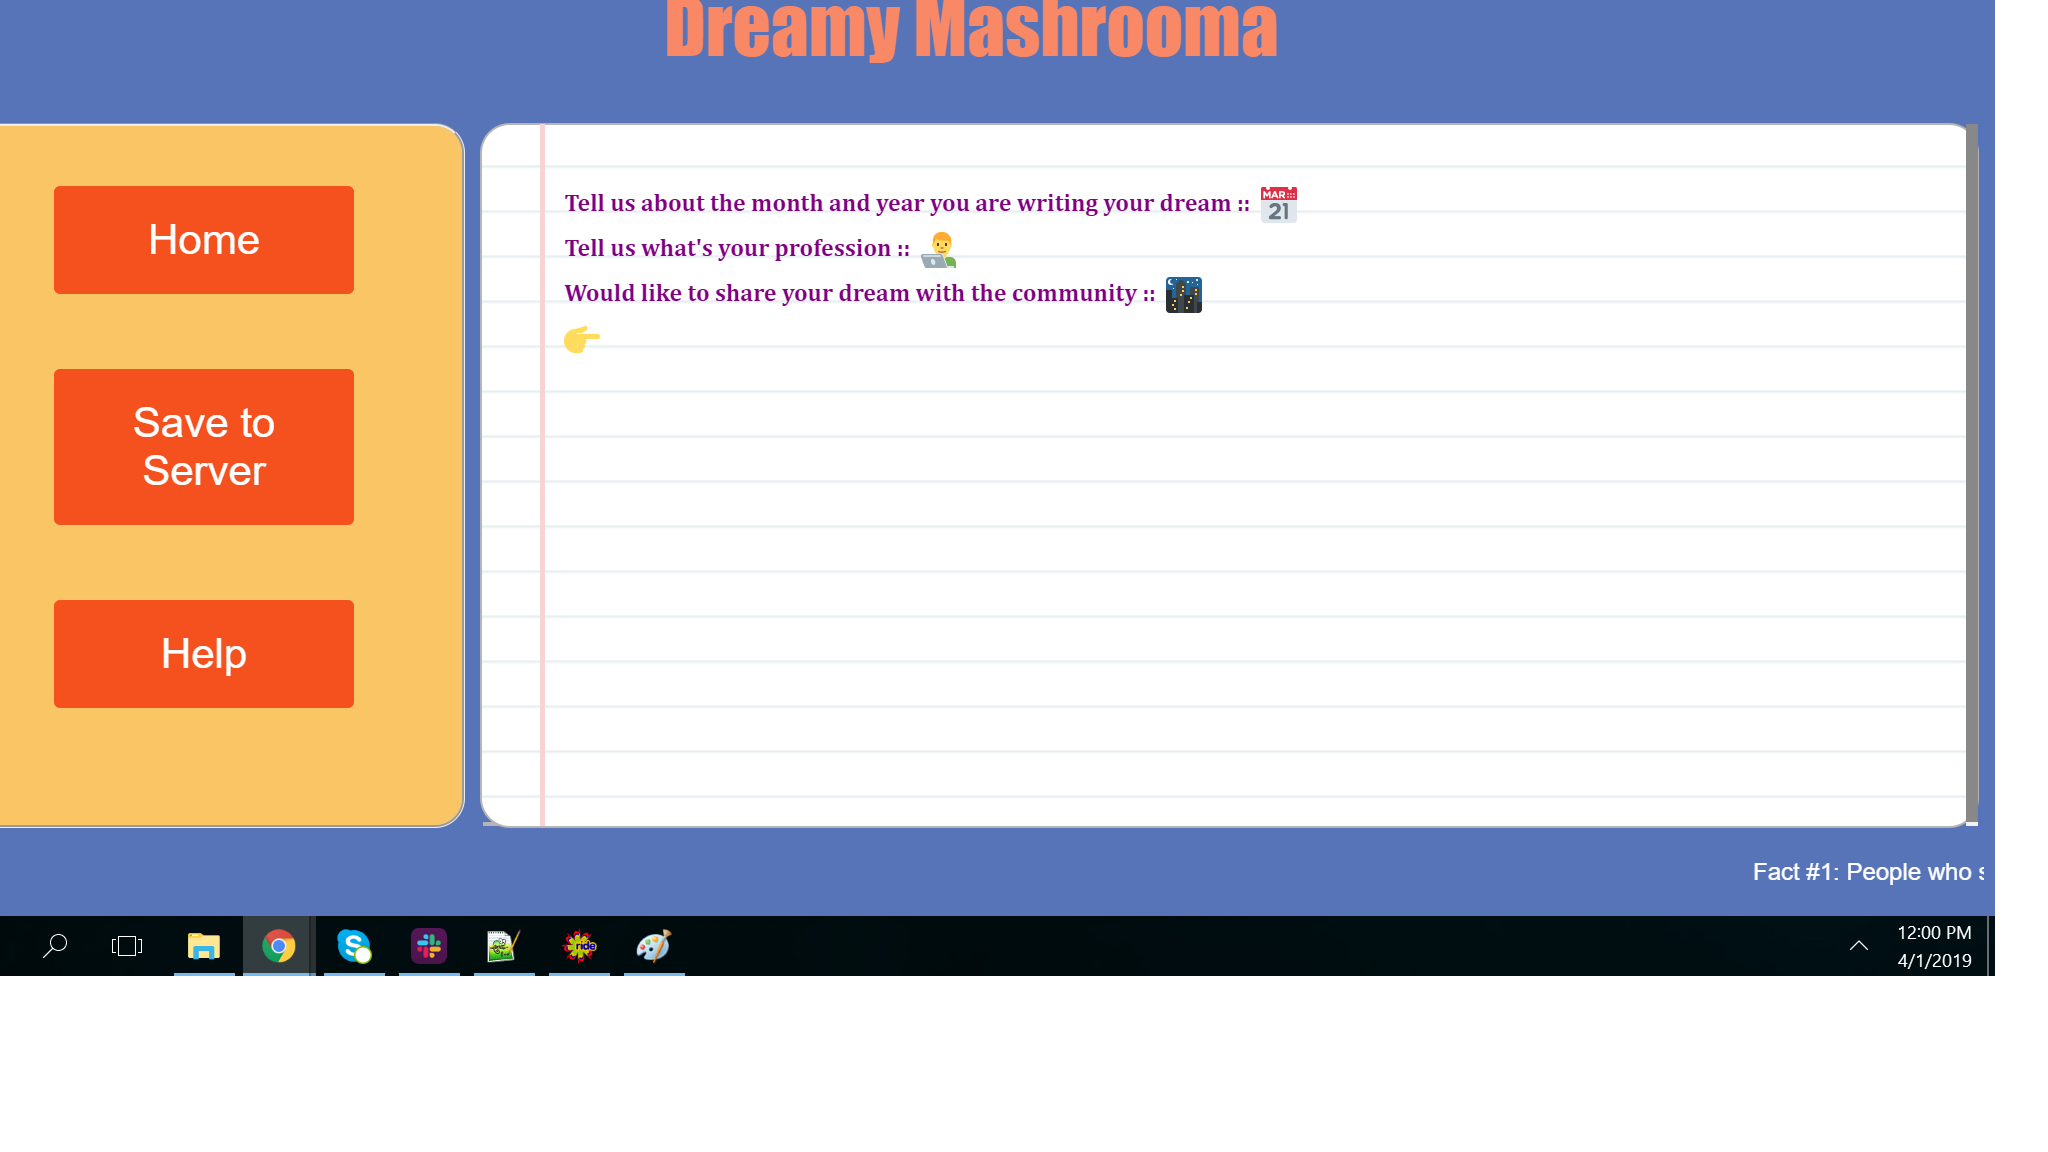 Dreamy Mashrooma
Home
Save to
Server
Help
Tell us about the month and year you are writing your dream ::
MAR
21
Tell us what's your profession ::
Would like to share your dream with the community ::
Fact #1: People who
ride
12:00 PM
4/1/2019